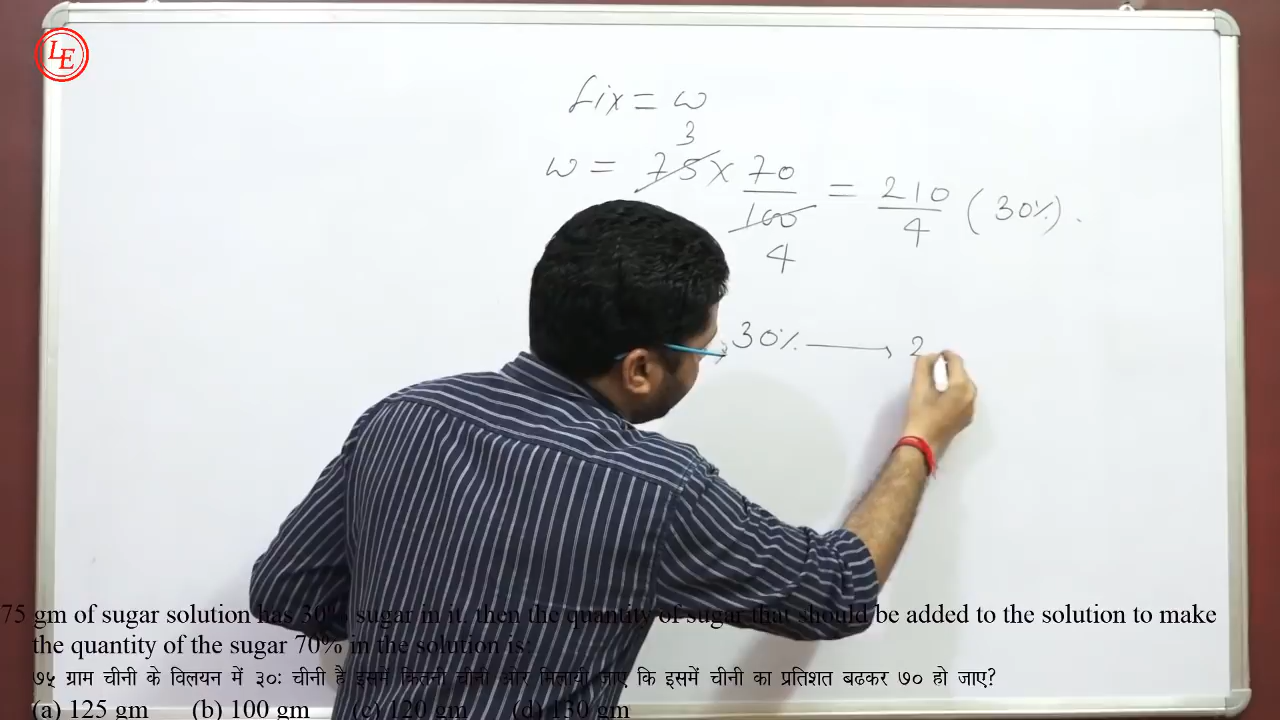 LE
fix = w
w = 75 x 70/100 = 210/4 (30%).
3
4
30% → 2
75 gm of sugar solution has 30% sugar in it, then the quantity of sugar that should be added to the solution to make
the quantity of the sugar 70% in the solution is:
७५ ग्राम चीनी के विलयन में ३०: चीनी है इसमें कितनी चीनी और मिलायी जाए कि इसमें चीनी का प्रतिशत बढकर ७० हो जाए?
(a) 125 gm (b) 100 gm (c) 120 gm (d) 130 gm